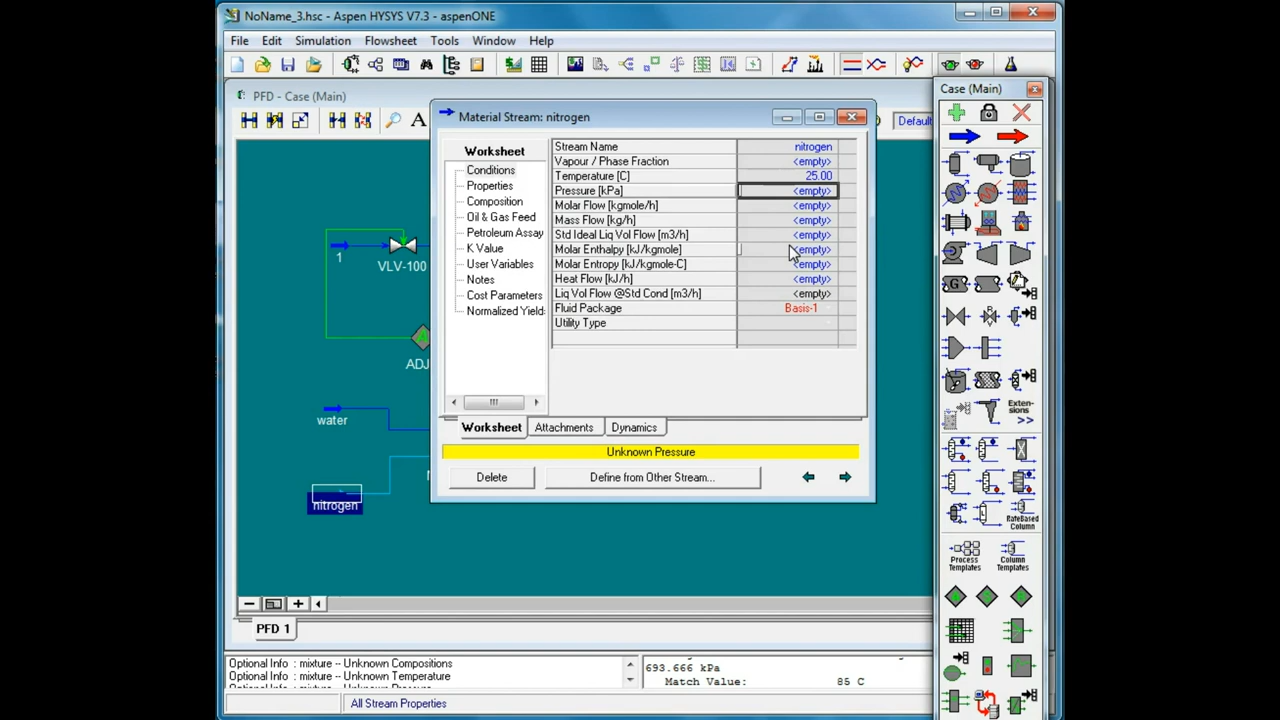 NoName_3.hsc - Aspen HYSYS V7.3 - aspenONE
File Edit Simulation Flowsheet Tools Window Help
PFD - Case (Main)
Case (Main)
A
Default
1
VLV-100
ADJ
water
nitrogen
Material Stream: nitrogen
Worksheet
Conditions
Properties
Composition
Oil & Gas Feed
Petroleum Assay
K Value
User Variables
Notes
Cost Parameters
Normalized Yields
Stream Name nitrogen
Vapour / Phase Fraction <empty>
Temperature [C] 25.00
Pressure [kPa] <empty>
Molar Flow [kgmole/h] <empty>
Mass Flow [kg/h] <empty>
Std Ideal Liq Vol Flow [m3/h] <empty>
Molar Enthalpy [kJ/kgmole] <empty>
Molar Entropy [kJ/kgmole-C] <empty>
Heat Flow [kJ/h] <empty>
Liq Vol Flow @Std Cond [m3/h] <empty>
Fluid Package Basis-1
Utility Type
Worksheet Attachments Dynamics
Unknown Pressure
Delete Define from Other Stream...
Extensions >>
RateBased Column
Process Templates
Column Templates
PFD 1
Optional Info : mixture -- Unknown Compositions
Optional Info : mixture -- Unknown Temperature
693.666 kPa
Match Value: 85 C
All Stream Properties